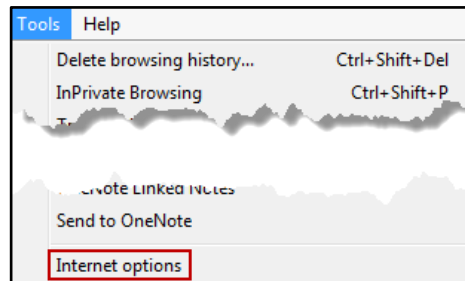 Tools Help
Delete browsing history... Ctrl+Shift+Del
InPrivate Browsing Ctrl+Shift+P
OneNote Linked Notes
Send to OneNote
Internet options